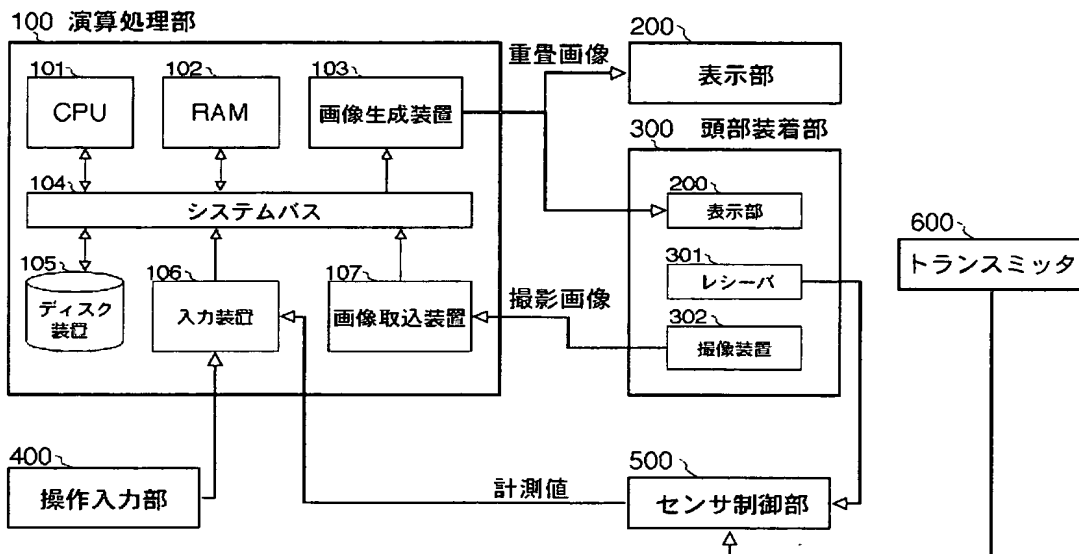 100 演算処理部
101
CPU
102
RAM
103
画像生成装置
104
システムバス
105
ディスク
装置
106
入力装置
107
画像取込装置
重畳画像
撮影画像
200
表示部
300 頭部装着部
200
表示部
301
レシーバ
302
撮像装置
600
トランスミッタ
400
操作入力部
計測値
500
センサ制御部